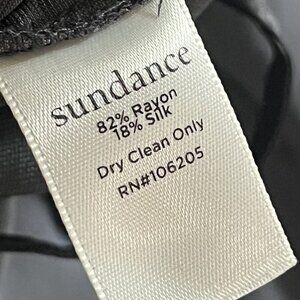 sundance
82% Rayon
18% Silk
Dry Clean Only
RN#106205